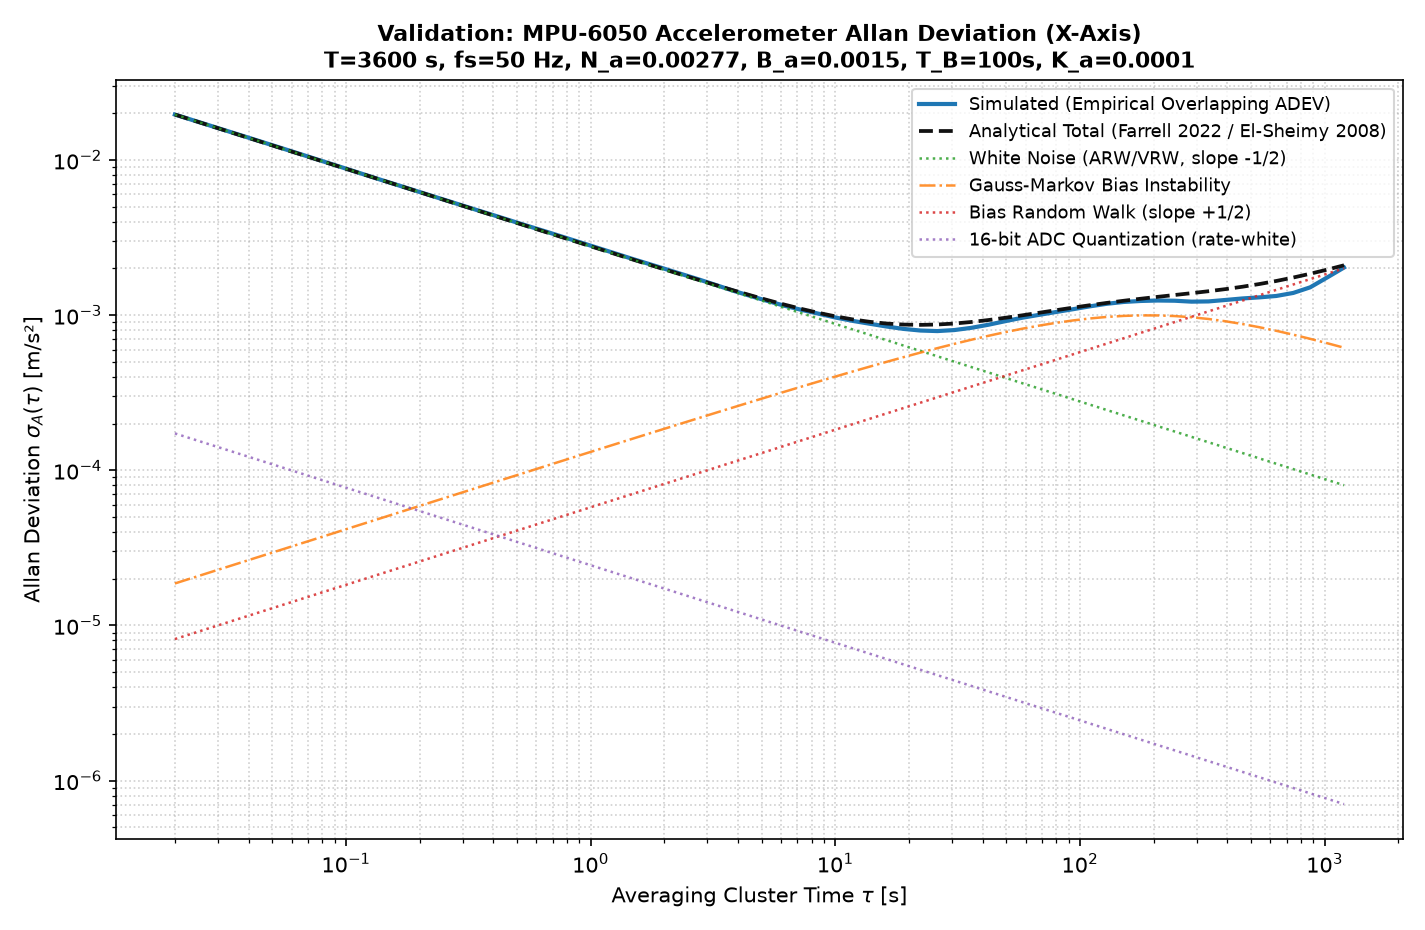 Validation: MPU-6050 Accelerometer Allan Deviation (X-Axis)
T=3600 s, fs=50 Hz, N_a=0.00277, B_a=0.0015, T_B=100s, K_a=0.0001
Simulated (Empirical Overlapping ADEV)
Analytical Total (Farrell 2022 / El-Sheimy 2008)
White Noise (ARW/VRW, slope -1/2)
Gauss-Markov Bias Instability
Bias Random Walk (slope +1/2)
16-bit ADC Quantization (rate-white)
Allan Deviation σ_A(τ) [m/s²]
10⁻²
10⁻³
10⁻⁴
10⁻⁵
10⁻⁶
10⁻¹
10⁰
10¹
10²
10³
Averaging Cluster Time τ [s]